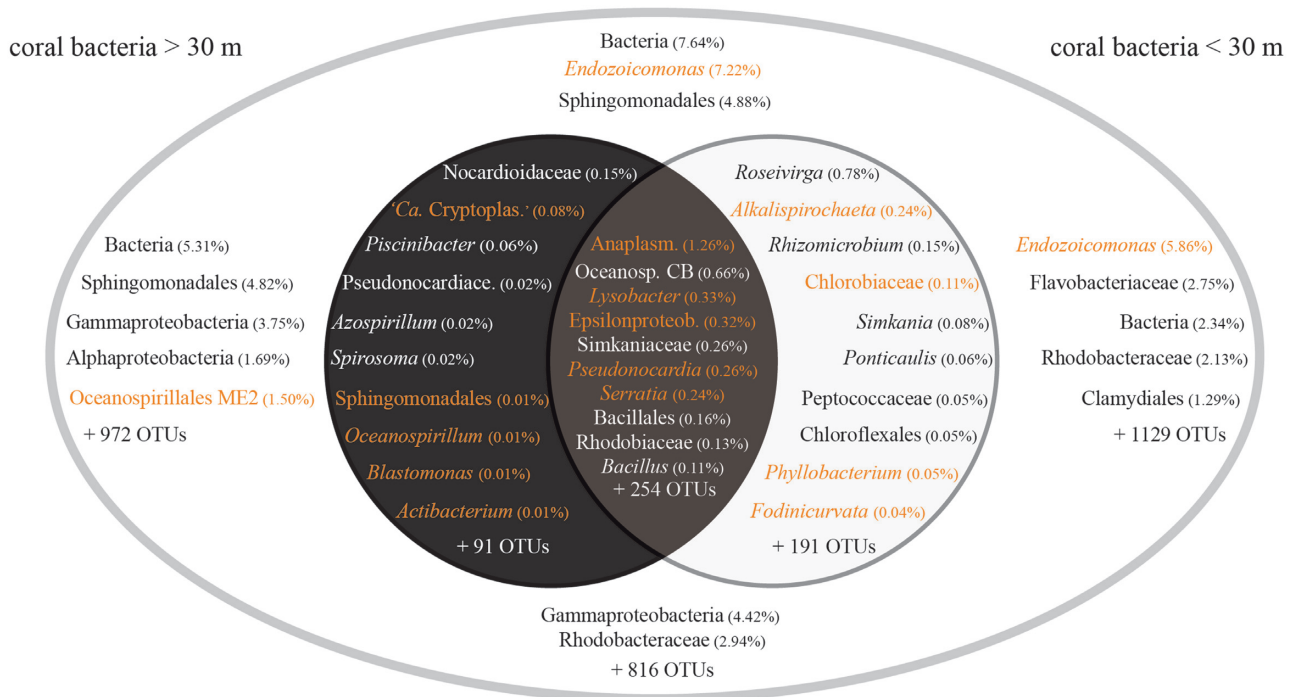 coral bacteria > 30 m
coral bacteria < 30 m
Bacteria (7.64%)
Endozoicomonas (7.22%)
Sphingomonadales (4.88%)
Bacteria (5.31%)
Sphingomonadales (4.82%)
Gammaproteobacteria (3.75%)
Alphaproteobacteria (1.69%)
Oceanospirillales ME2 (1.50%)
+ 972 OTUs
Nocardioidaceae (0.15%)
‘Ca. Cryptoplas.’ (0.08%)
Piscinibacter (0.06%)
Pseudonocardiace. (0.02%)
Azospirillum (0.02%)
Spirosoma (0.02%)
Sphingomonadales (0.01%)
Oceanospirillum (0.01%)
Blastomonas (0.01%)
Actibacterium (0.01%)
+ 91 OTUs
Anaplasm. (1.26%)
Oceanosp. CB (0.66%)
Lysobacter (0.33%)
Epsilonproteob. (0.32%)
Simkaniaceae (0.26%)
Pseudonocardia (0.26%)
Serratia (0.24%)
Bacillales (0.16%)
Rhodobiaceae (0.13%)
Bacillus (0.11%)
+ 254 OTUs
Roseivirga (0.78%)
Alkalispirochaeta (0.24%)
Rhizomicrobium (0.15%)
Chlorobiaceae (0.11%)
Simkania (0.08%)
Ponticaulis (0.06%)
Peptococcaceae (0.05%)
Chloroflexales (0.05%)
Phyllobacterium (0.05%)
Fodinicurvata (0.04%)
+ 191 OTUs
Endozoicomonas (5.86%)
Flavobacteriaceae (2.75%)
Bacteria (2.34%)
Rhodobacteraceae (2.13%)
Clamydiales (1.29%)
+ 1129 OTUs
Gammaproteobacteria (4.42%)
Rhodobacteraceae (2.94%)
+ 816 OTUs